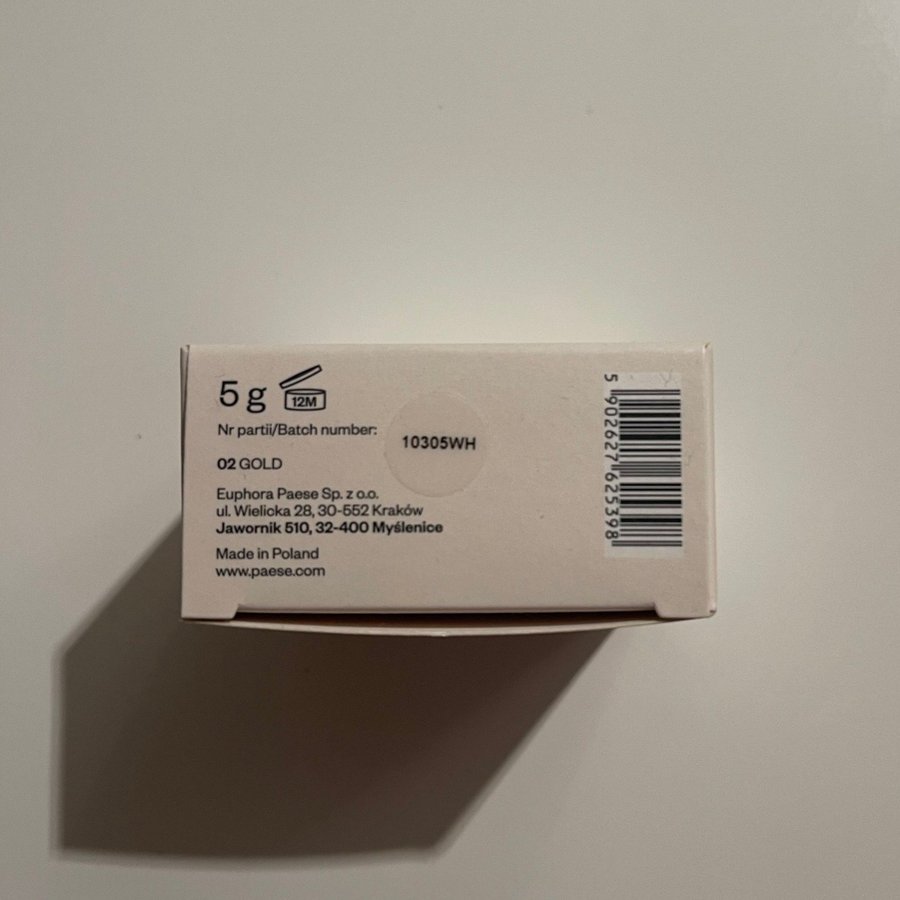 5 g
12M
Nr partii/Batch number:
10305WH
02 GOLD
Euphora Paese Sp. z o.o.
ul. Wielicka 28, 30-552 Kraków
Jawornik 510, 32-400 Myślenice
Made in Poland
www.paese.com
5 902627 625398